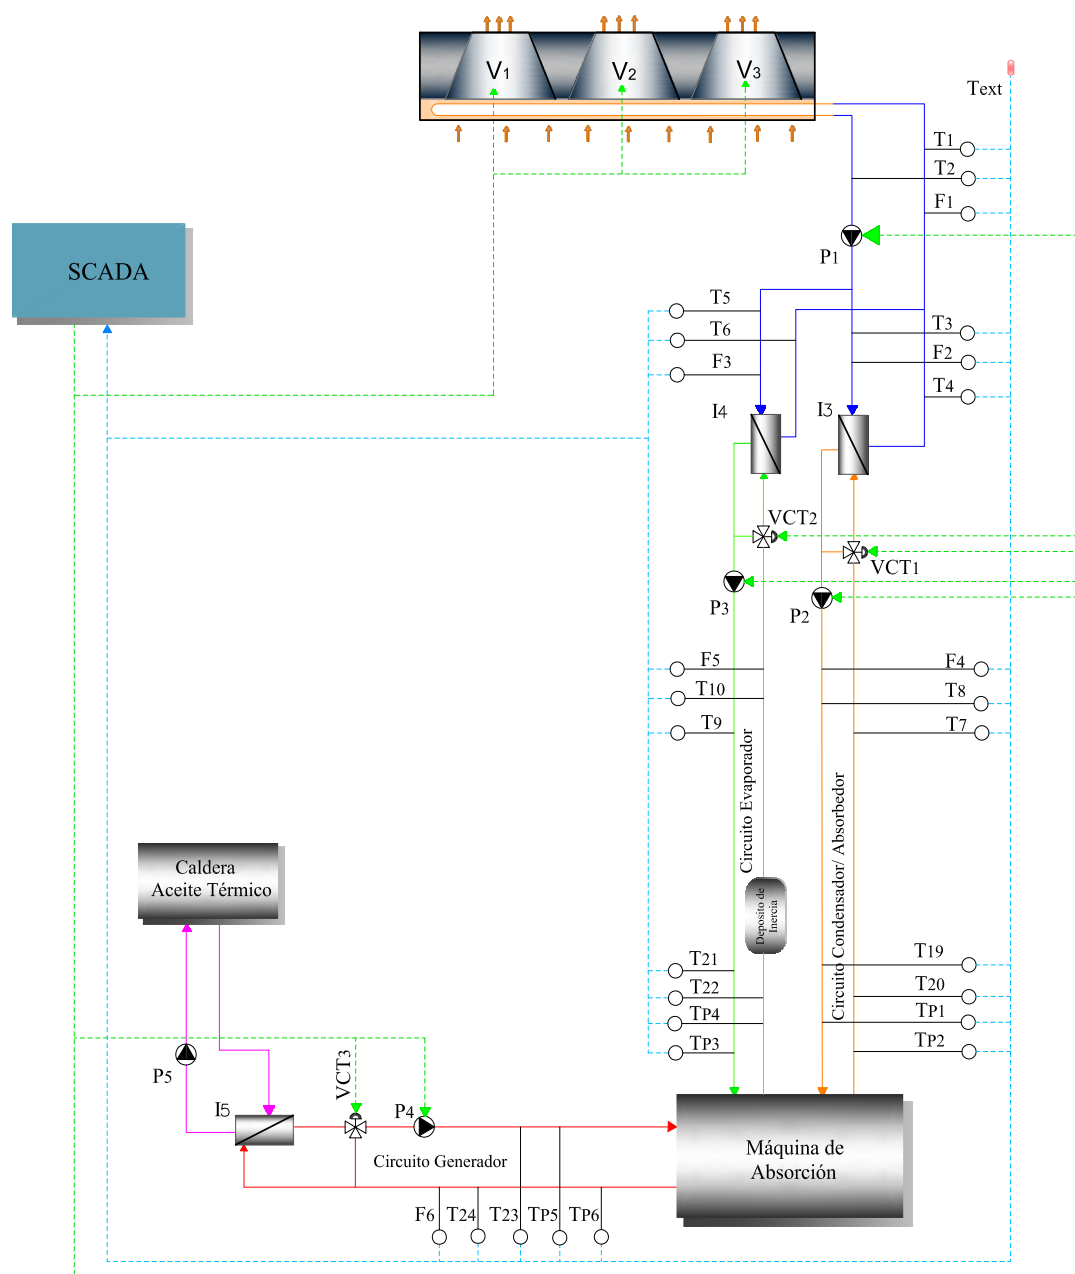 V1
V2
V3
Text
T1
T2
F1
SCADA
P1
T5
T3
T6
F2
F3
T4
I4
I3
VCT2
VCT1
P3
P2
F5
F4
T10
T8
T9
T7
Circuito Evaporador
Circuito Condensador/ Absorbedor
Caldera
Aceite Térmico
Deposito de
Inercia
T21
T19
T22
T20
TP4
TP1
TP3
TP2
VCT3
P5
I5
P4
Circuito Generador
Máquina de
Absorción
F6
T24
T23
TP5
TP6